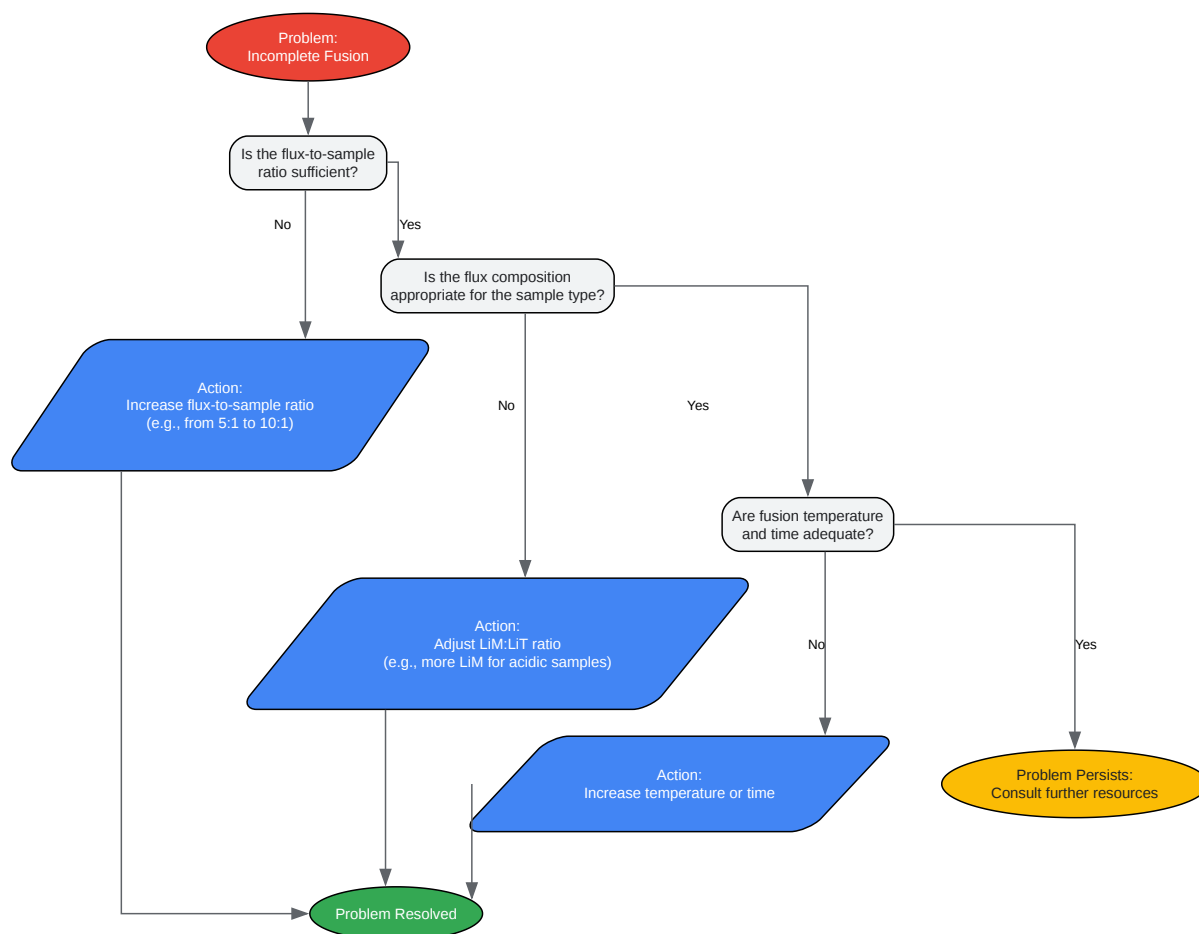 Problem:
Incomplete Fusion
Is the flux-to-sample
ratio sufficient?
No
Yes
Is the flux composition
appropriate for the sample type?
Action:
Increase flux-to-sample ratio
(e.g., from 5:1 to 10:1)
No
Yes
Are fusion temperature
and time adequate?
Action:
Adjust LiM:LiT ratio
(e.g., more LiM for acidic samples)
No
Yes
Action:
Increase temperature or time
Problem Persists:
Consult further resources
Problem Resolved